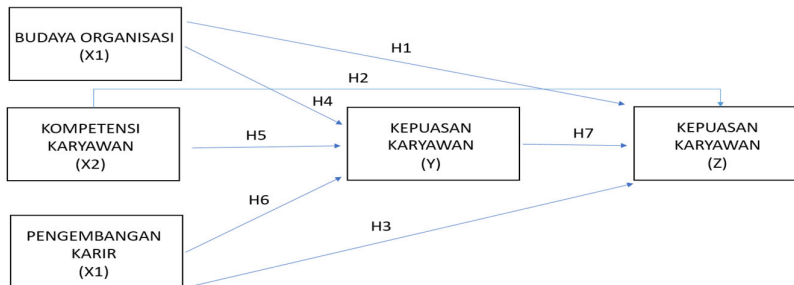 BUDAYA ORGANISASI
(X1)
H1
H2
H4
KOMPETENSI
KARYAWAN
(X2)
H5
KEPUASAN
KARYAWAN
(Y)
H7
KEPUASAN
KARYAWAN
(Z)
H6
H3
PENGEMBANGAN
KARIR
(X1)